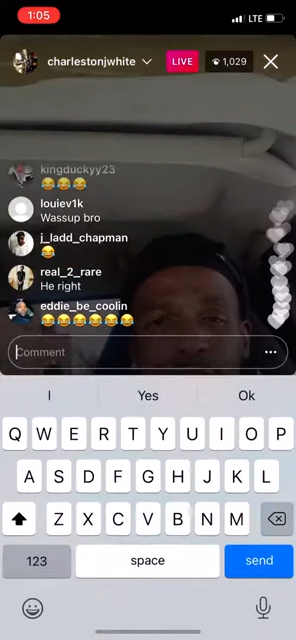 1:05
LTE
charlestonjwhite
LIVE
1,029
kingduckyy23
😂😂😂
louiev1k
Wassup bro
j_ladd_chapman
😂
real_2_rare
He right
eddie_be_coolin
😂😂😂😂😂😂
Comment
I Yes Ok
Q W E R T Y U I O P
A S D F G H J K L
Z X C V B N M
123 space send